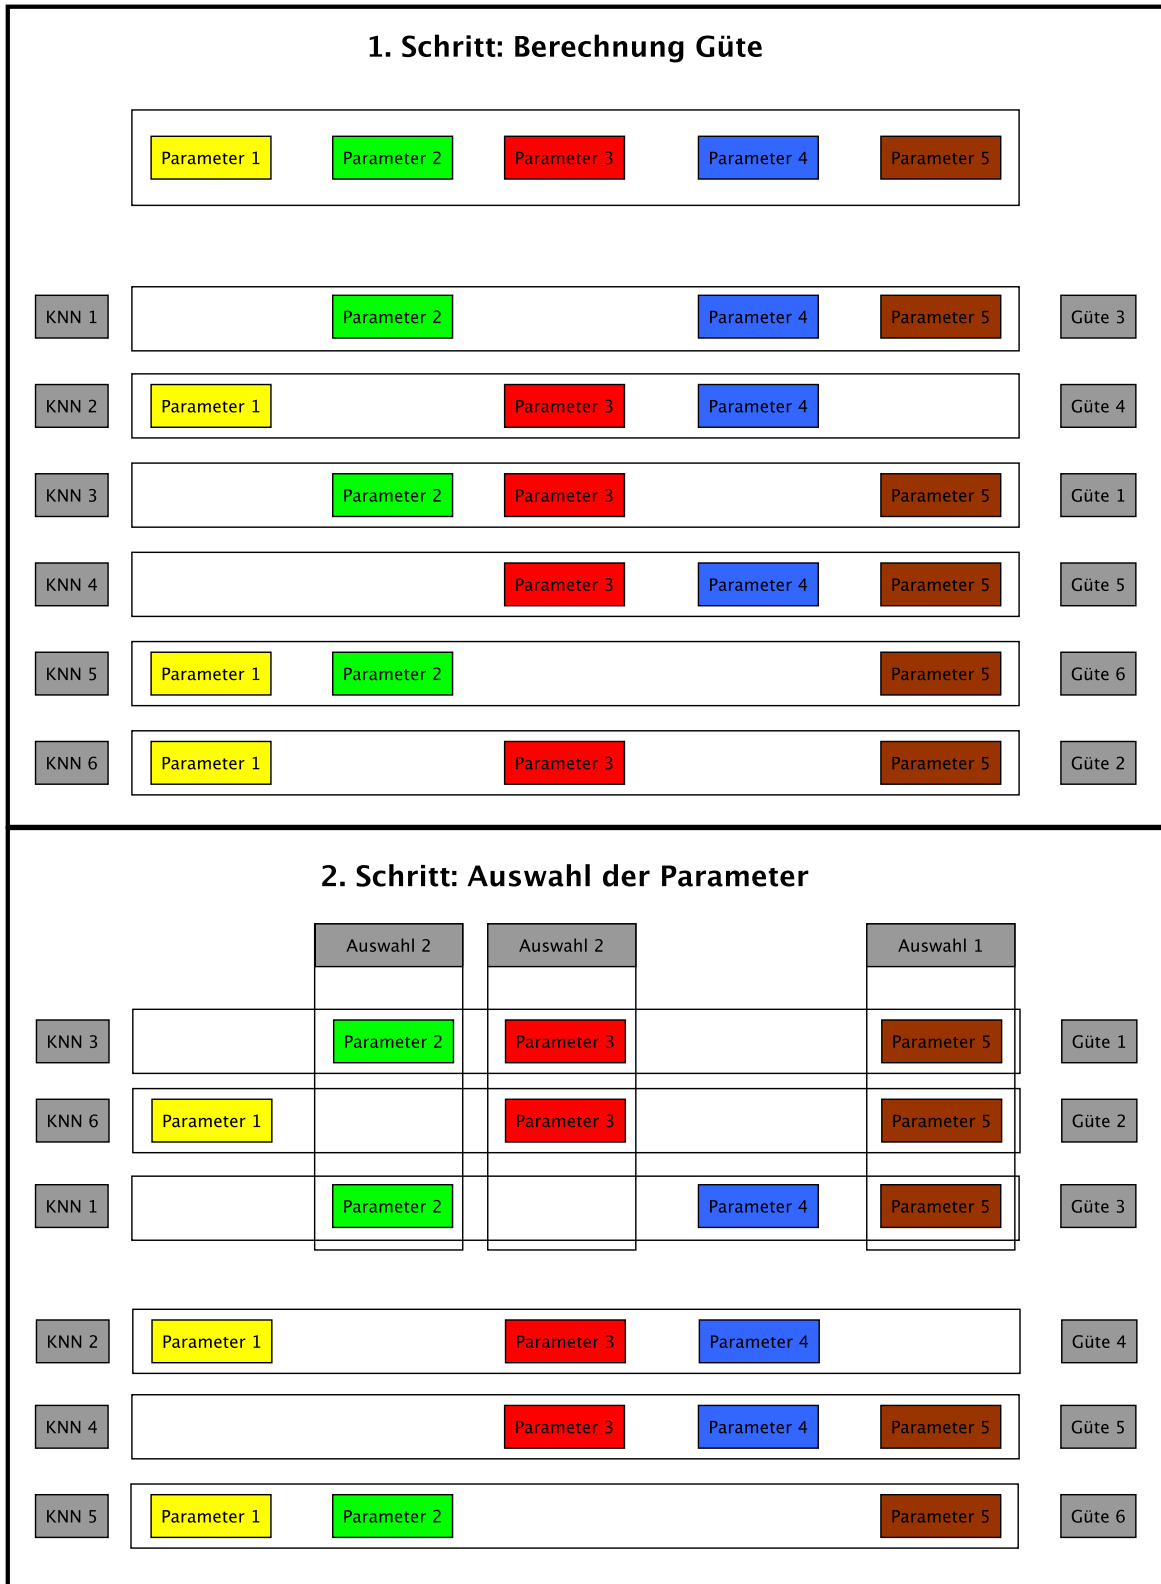 1. Schritt: Berechnung Güte
Parameter 1 Parameter 2 Parameter 3 Parameter 4 Parameter 5
KNN 1 Parameter 2 Parameter 4 Parameter 5 Güte 3
KNN 2 Parameter 1 Parameter 3 Parameter 4 Güte 4
KNN 3 Parameter 2 Parameter 3 Parameter 5 Güte 1
KNN 4 Parameter 3 Parameter 4 Parameter 5 Güte 5
KNN 5 Parameter 1 Parameter 2 Parameter 5 Güte 6
KNN 6 Parameter 1 Parameter 3 Parameter 5 Güte 2
2. Schritt: Auswahl der Parameter
Auswahl 2 Auswahl 2 Auswahl 1
KNN 3 Parameter 2 Parameter 3 Parameter 5 Güte 1
KNN 6 Parameter 1 Parameter 3 Parameter 5 Güte 2
KNN 1 Parameter 2 Parameter 4 Parameter 5 Güte 3
KNN 2 Parameter 1 Parameter 3 Parameter 4 Güte 4
KNN 4 Parameter 3 Parameter 4 Parameter 5 Güte 5
KNN 5 Parameter 1 Parameter 2 Parameter 5 Güte 6